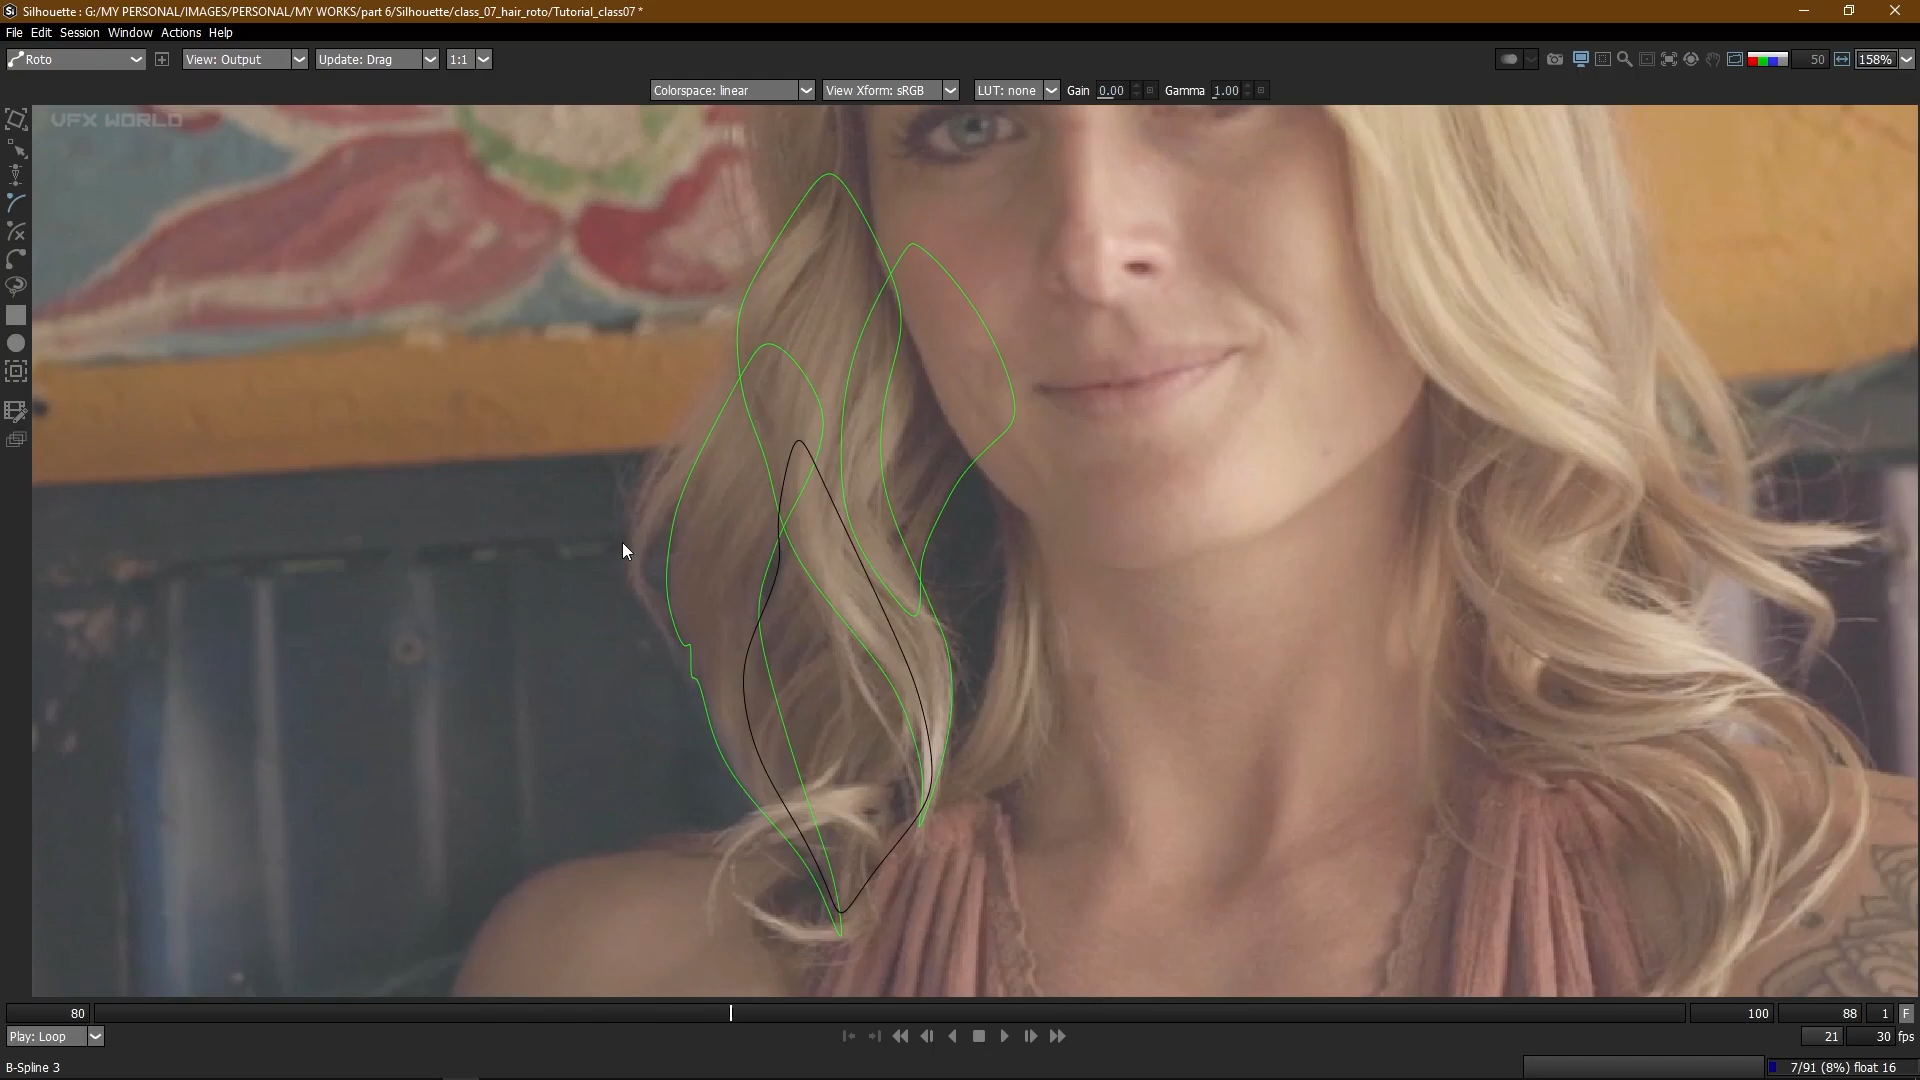 Silhouette : G:/MY PERSONAL/IMAGES/PERSONAL/MY WORKS/part 6/Silhouette/class_07_hair_roto/Tutorial_class07 *
File Edit Session Window Actions Help
Roto View: Output Update: Drag 1:1 50 158%
Colorspace: linear View Xform: sRGB LUT: none Gain 0.00 Gamma 1.00
VFX WORLD
80 100 88 1 F
Play: Loop 21 30 fps
B-Spline 3 7/91 (8%) float 16